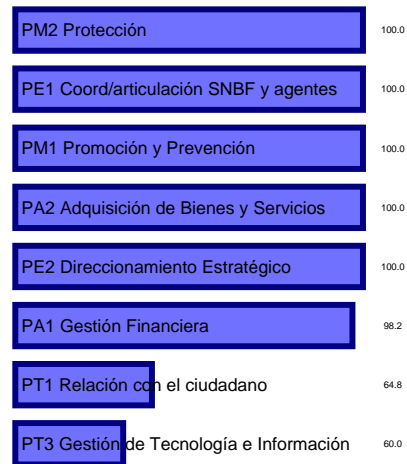 PM2 Protección 100.0
PE1 Coord/articulación SNBF y agentes 100.0
PM1 Promoción y Prevención 100.0
PA2 Adquisición de Bienes y Servicios 100.0
PE2 Direccionamiento Estratégico 100.0
PA1 Gestión Financiera 98.2
PT1 Relación con el ciudadano 64.8
PT3 Gestión de Tecnología e Información 60.0